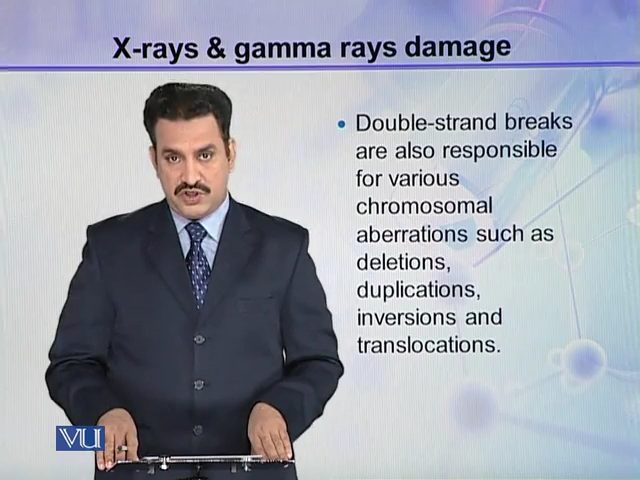 X-rays & gamma rays damage
• Double-strand breaks
are also responsible
for various
chromosomal
aberrations such as
deletions,
duplications,
inversions and
translocations.
VU